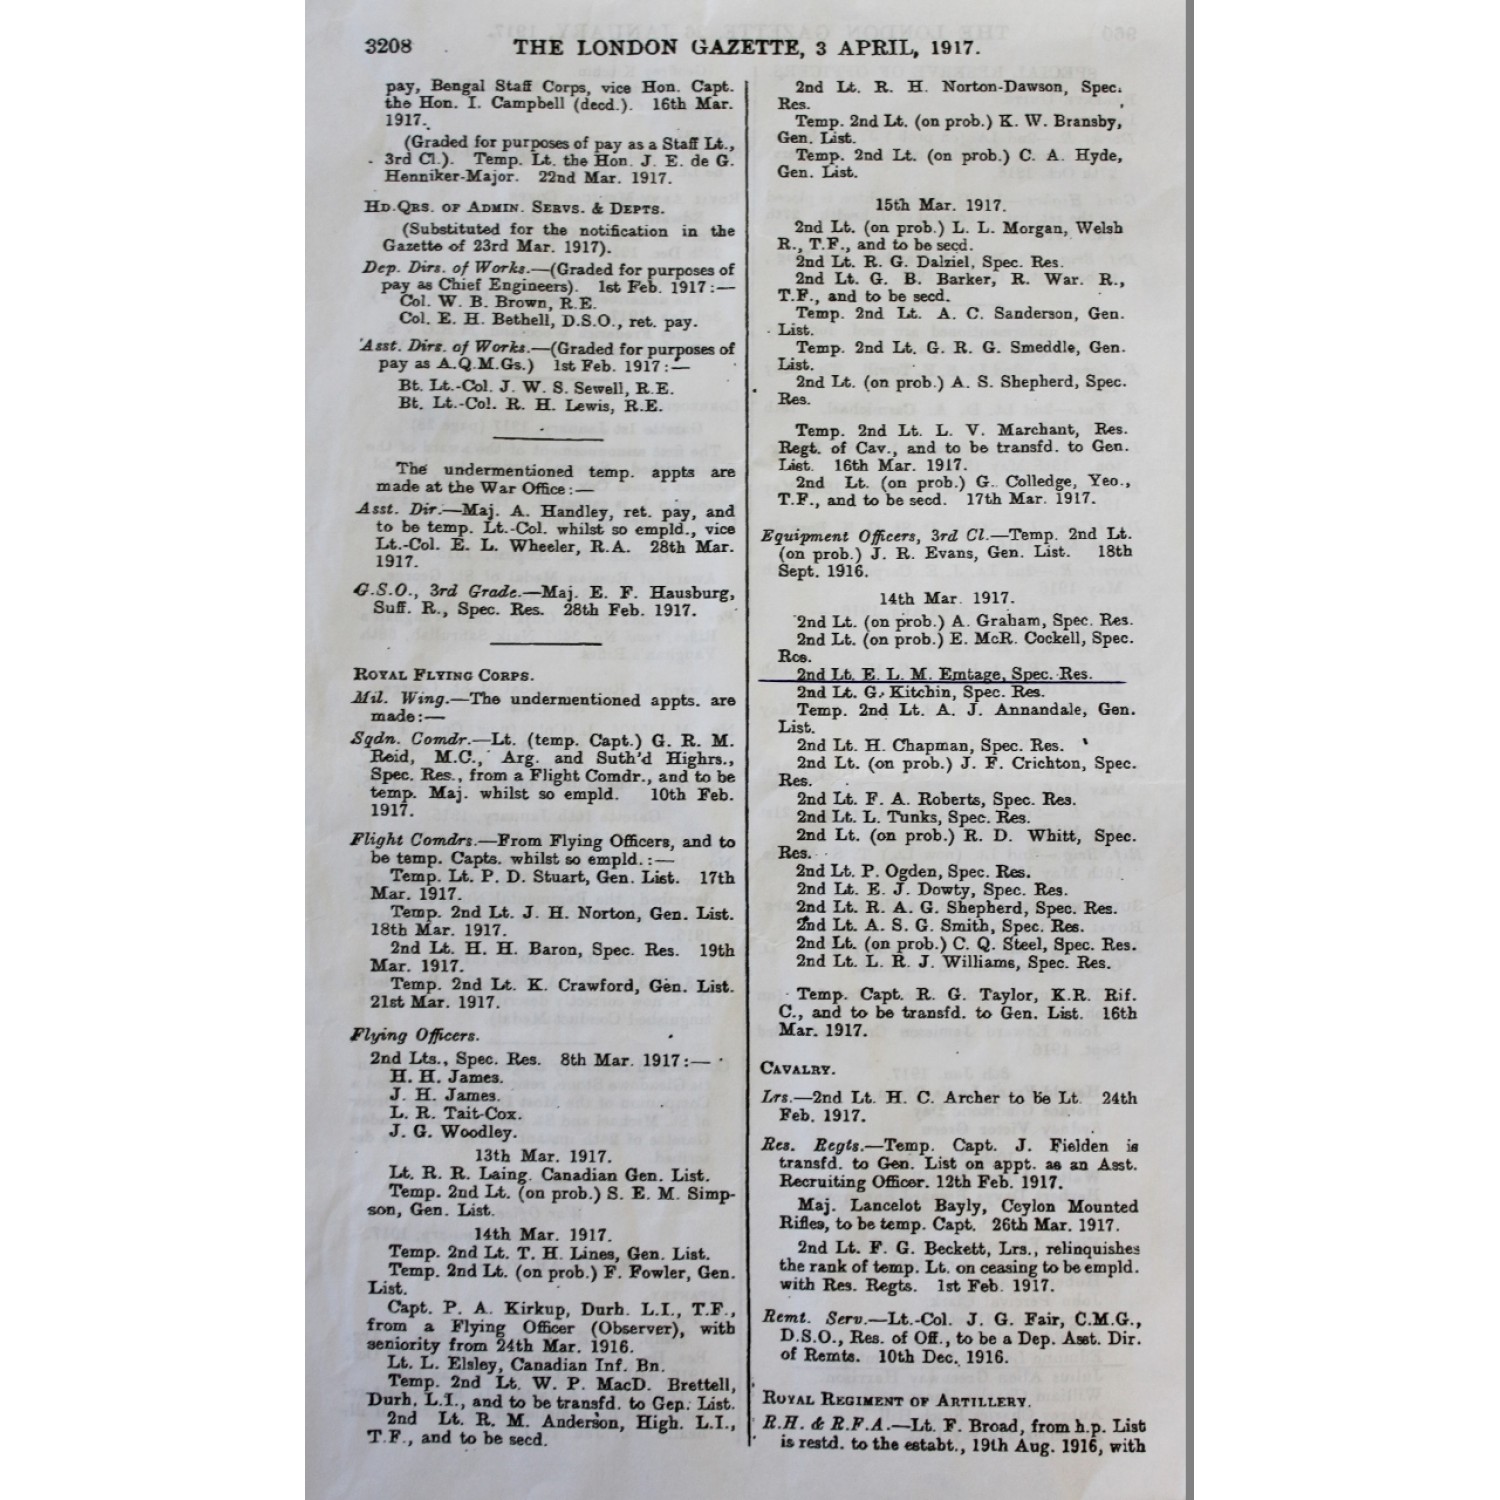 3208
THE LONDON GAZETTE, 3 APRIL, 1917.
pay, Bengal Staff Corps, vice Hon. Capt.
the Hon. I. Campbell (decd.). 16th Mar.
1917.
(Graded for purposes of pay as a Staff Lt.,
3rd Cl.). Temp. Lt. the Hon. J. E. de G.
Henniker-Major. 22nd Mar. 1917.
HD.QRS. OF ADMIN. SERVS. & DEPTS.
(Substituted for the notification in the
Gazette of 23rd Mar. 1917).
Dep. Dirs. of Works.—(Graded for purposes of
pay as Chief Engineers). 1st Feb. 1917:—
Col. W. B. Brown, R.E.
Col. E. H. Bethell, D.S.O., ret. pay.
Asst. Dirs. of Works.—(Graded for purposes of
pay as A.Q.M.Gs.) 1st Feb. 1917:—
Bt. Lt.-Col. J. W. S. Sewell, R.E.
Bt. Lt.-Col. R. H. Lewis, R.E.
The undermentioned temp. appts are
made at the War Office:—
Asst. Dir.—Maj. A. Handley, ret. pay, and
to be temp. Lt.-Col. whilst so empld., vice
Lt.-Col. E. L. Wheeler, R.A. 28th Mar.
1917.
G.S.O., 3rd Grade.—Maj. E. F. Hausburg,
Suff. R., Spec. Res. 28th Feb. 1917.
ROYAL FLYING CORPS.
Mil. Wing.—The undermentioned appts. are
made:—
Sqdn. Comdr.—Lt. (temp. Capt.) G. R. M.
Reid, M.C., Arg. and Suth'd Highrs.,
Spec. Res., from a Flight Comdr., and to be
temp. Maj. whilst so empld. 10th Feb.
1917.
Flight Comdrs.—From Flying Officers, and to
be temp. Capts. whilst so empld.:—
Temp. Lt. P. D. Stuart, Gen. List. 17th
Mar. 1917.
Temp. 2nd Lt. J. H. Norton, Gen. List.
18th Mar. 1917.
2nd Lt. H. H. Baron, Spec. Res. 19th
Mar. 1917.
Temp. 2nd Lt. K. Crawford, Gen. List.
21st Mar. 1917.
Flying Officers.
2nd Lts., Spec. Res. 8th Mar. 1917:—
H. H. James.
J. H. James.
L. R. Tait-Cox.
J. G. Woodley.
13th Mar. 1917.
Lt. R. R. Laing. Canadian Gen. List.
Temp. 2nd Lt. (on prob.) S. E. M. Simp-
son, Gen. List.
14th Mar. 1917.
Temp. 2nd Lt. T. H. Lines, Gen. List.
Temp. 2nd Lt. (on prob.) F. Fowler, Gen.
List.
Capt. P. A. Kirkup, Durh. L.I., T.F.,
from a Flying Officer (Observer), with
seniority from 24th Mar. 1916.
Lt. L. Elsley, Canadian Inf. Bn.
Temp. 2nd Lt. W. P. MacD. Brettell,
Durh. L.I., and to be transfd. to Gen. List.
2nd Lt. R. M. Anderson, High. L.I.,
T.F., and to be secd.
2nd Lt. R. H. Norton-Dawson, Spec.
Res.
Temp. 2nd Lt. (on prob.) K. W. Bransby,
Gen. List.
Temp. 2nd Lt. (on prob.) C. A. Hyde,
Gen. List.
15th Mar. 1917.
2nd Lt. (on prob.) L. L. Morgan, Welsh
R., T.F., and to be secd.
2nd Lt. R. G. Dalziel, Spec. Res.
2nd Lt. G. B. Barker, R. War. R.,
T.F., and to be secd.
Temp. 2nd Lt. A. C. Sanderson, Gen.
List.
Temp. 2nd Lt. G. R. G. Smeddle, Gen.
List.
2nd Lt. (on prob.) A. S. Shepherd, Spec.
Res.
Temp. 2nd Lt. L. V. Marchant, Res.
Regt. of Cav., and to be transfd. to Gen.
List. 16th Mar. 1917.
2nd Lt. (on prob.) G. Colledge, Yeo.,
T.F., and to be secd. 17th Mar. 1917.
Equipment Officers, 3rd Cl.—Temp. 2nd Lt.
(on prob.) J. R. Evans, Gen. List. 18th
Sept. 1916.
14th Mar. 1917.
2nd Lt. (on prob.) A. Graham, Spec. Res.
2nd Lt. (on prob.) E. McR. Cockell, Spec.
Res.
2nd Lt. E. L. M. Emtage, Spec. Res.
2nd Lt. G. Kitchin, Spec. Res.
Temp. 2nd Lt. A. J. Annandale, Gen.
List.
2nd Lt. H. Chapman, Spec. Res.
2nd Lt. (on prob.) J. F. Crichton, Spec.
Res.
2nd Lt. F. A. Roberts, Spec. Res.
2nd Lt. L. Tunks, Spec. Res.
2nd Lt. (on prob.) R. D. Whitt, Spec.
Res.
2nd Lt. P. Ogden, Spec. Res.
2nd Lt. E. J. Dowty, Spec. Res.
2nd Lt. R. A. G. Shepherd, Spec. Res.
2nd Lt. A. S. G. Smith, Spec. Res.
2nd Lt. (on prob.) C. Q. Steel, Spec. Res.
2nd Lt. L. R. J. Williams, Spec. Res.
Temp. Capt. R. G. Taylor, K.R. Rif.
C., and to be transfd. to Gen. List. 16th
Mar. 1917.
CAVALRY.
Lrs.—2nd Lt. H. C. Archer to be Lt. 24th
Feb. 1917.
Res. Regts.—Temp. Capt. J. Fielden is
transfd. to Gen. List on appt. as an Asst.
Recruiting Officer. 12th Feb. 1917.
Maj. Lancelot Bayly, Ceylon Mounted
Rifles, to be temp. Capt. 26th Mar. 1917.
2nd Lt. F. G. Beckett, Lrs., relinquishes
the rank of temp. Lt. on ceasing to be empld.
with Res. Regts. 1st Feb. 1917.
Remt. Serv.—Lt.-Col. J. G. Fair, C.M.G.,
D.S.O., Res. of Off., to be a Dep. Asst. Dir.
of Remts. 10th Dec. 1916.
ROYAL REGIMENT OF ARTILLERY.
R.H. & R.F.A.—Lt. F. Broad, from h.p. List
is restd. to the estabt., 19th Aug. 1916, with